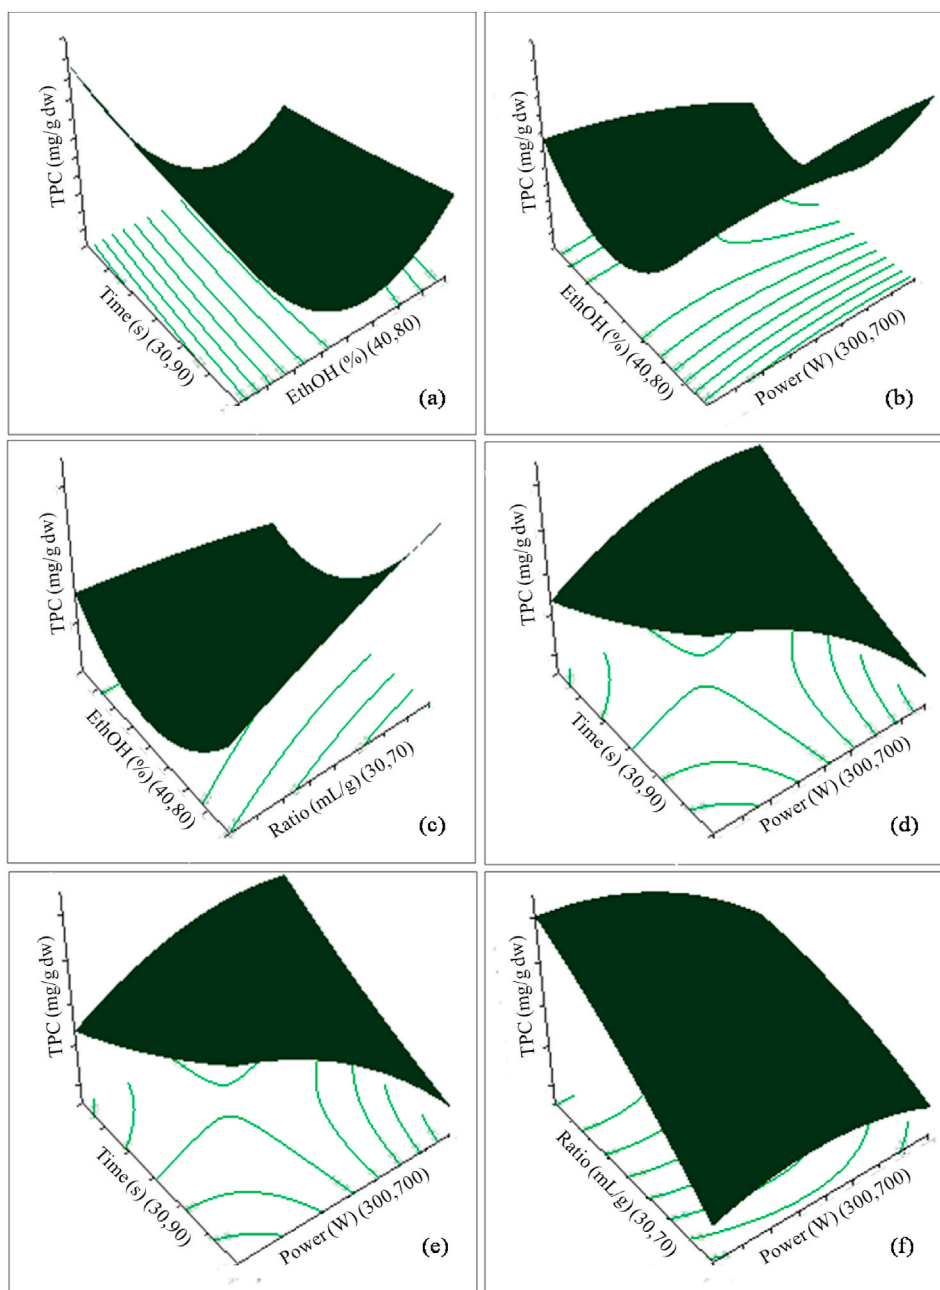 TPC (mg/g dw)
Time (s) (30,90)
EthOH (%) (40,80)
(a)
TPC (mg/g dw)
EthOH (%) (40,80)
Power (W) (300,700)
(b)
TPC (mg/g dw)
EthOH (%) (40,80)
Ratio (mL/g) (30,70)
(c)
TPC (mg/g dw)
Time (s) (30,90)
Power (W) (300,700)
(d)
TPC (mg/g dw)
Time (s) (30,90)
Power (W) (300,700)
(e)
TPC (mg/g dw)
Ratio (mL/g) (30,70)
Power (W) (300,700)
(f)